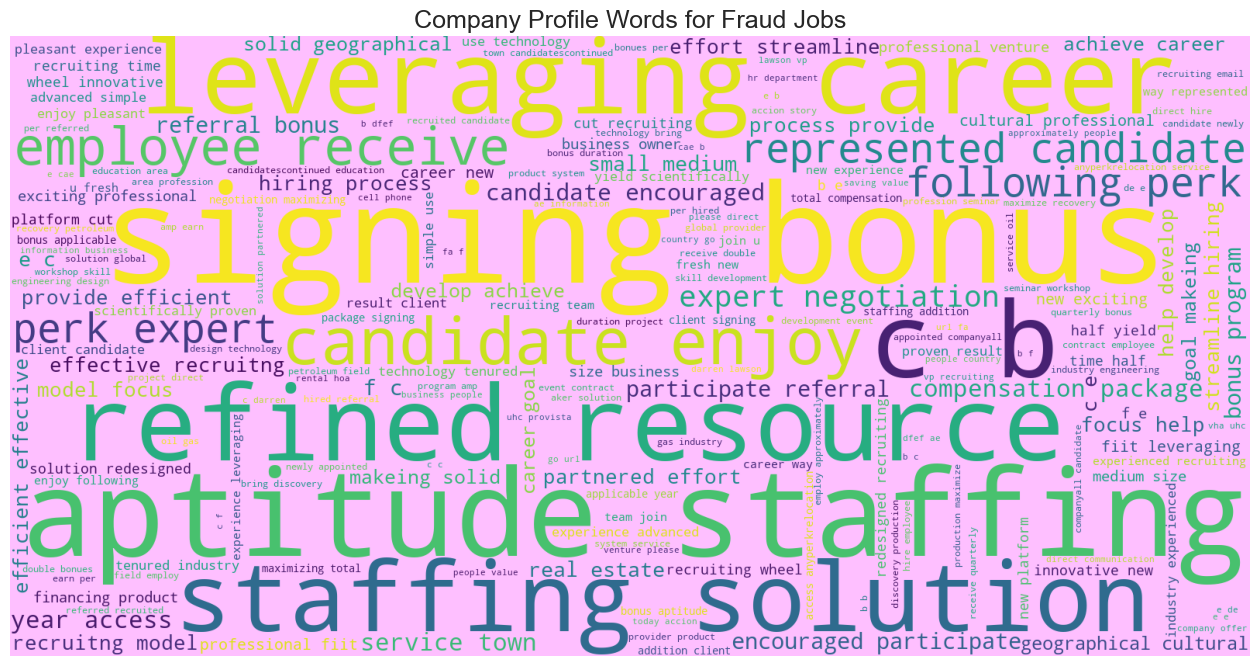 Company Profile Words for Fraud Jobs
pleasant experience
solid geographical
use technology
town candidatescontinued
bonuses per
effort streamline
lawson vp
professional venture
achieve career
recruiting time
wheel innovative
advanced simple
leveraging career
hr department
e b
accion story
recruiting email
way represented
direct hire
enjoy pleasant
per referred
referral bonus
b dfef
recruited candidate
cut recruiting
technology bring
business owner
cae b
bonus duration
process provide
cultural professional
approximately people
candidate newly
employee receive
represented candidate
e cae
education area
area profession
candidatescontinued education
career new
product system
small medium
yield scientifically
new experience
saving value
anyperkrelocation service
u fresh
exciting professional
hiring process
cell phone
candidate encouraged
total compensation
following perk
de e
negotiation maximizing
ae information
per hired
profession seminar
maximize recovery
platform cut
recovery petroleum
amp earn
simple use
please direct
global provider
bonus applicable
information business
solution global
signing bonus
fa f
country go
join u
receive double
fresh new
skill development
service oil
e c
workshop skill
engineering design
solution partnered
help develop
goal makeing
streamline hiring
bonus program
provide efficient
scientifically proven
develop achieve
result client
recruiting team
expert negotiation
seminar workshop
new exciting
quarterly bonus
perk expert
package signing
duration project
client signing
staffing addition
development event
candidate enjoy
c b
uri fa
appointed companyall
half yield
contract employee
client candidate
design technology
effective recruitng
petroleum field
technology tenured
size business
proven result
people country
b f
time half
industry engineering
vp recruiting
model focus
project direct
rental hoa
f c
program amp
business people
career goal
event contract
aker solution
participate referral
compensation package
c e
c darren
uhc provista
refined resource
employ approximately
redesigned recruiting
f e
focus help
vha uhc
oil gas
gas industry
dfef ae
b c
fiit leveraging
efficient effective
solution redesigned
newly appointed
c c
go url
career way
experienced recruiting
enjoy following
bring discovery
makeing solid
partnered effort
medium size
companyall candidate
experience leveraging
c f
applicable year
team join
experience advanced
system service
venture please
aptitude staffing
access anyperkrelocation
discovery production
hire employee
production maximize
receive quarterly
new platform
industry experienced
double bonuses
earn per
tenured industry
field employ
maximizing total
people value
real estate
recruiting wheel
direct communication
innovative new
financing product
referred recruited
staffing solution
bonus aptitude
today accion
b b
e de
e e
company offer
year access
recruitng model
professional fiit
service town
provider product
addition client
encouraged participate
geographical cultural